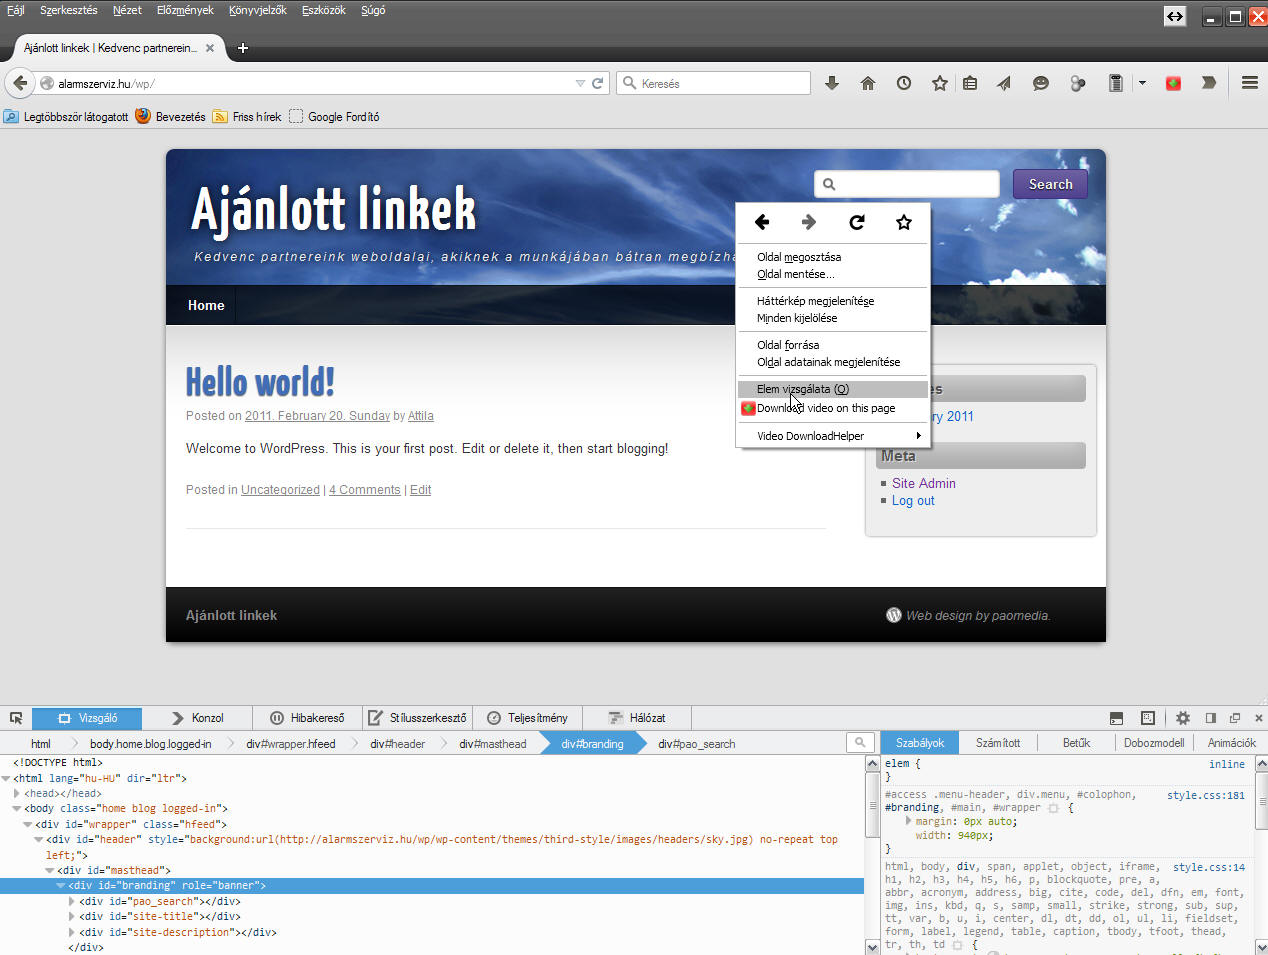 Fájl Szerkesztés Nézet Előzmények Könyvjelzők Eszközök Súgó
Ajánlott linkek | Kedvenc partnerein...
alarmszerviz.hu/wp/
Keresés
Legtöbbször látogatott Bevezetés Friss hírek Google Fordító
Search
Ajánlott linkek
Kedvenc partnereink weboldalai, akiknek a munkájában bátran megbízha
Home
Oldal megosztása
Oldal mentése...
Háttérkép megjelenítése
Minden kijelölése
Oldal forrása
Oldal adatainak megjelenítése
Elem vizsgálata (Q)
Download video on this page
Video DownloadHelper
Hello world!
Posted on 2011. February 20. Sunday by Attila
Welcome to WordPress. This is your first post. Edit or delete it, then start blogging!
Posted in Uncategorized | 4 Comments | Edit
es
ry 2011
Meta
Site Admin
Log out
Ajánlott linkek
Web design by paomedia.
Vizsgáló Konzol Hibakereső Stílusszerkesztő Teljesítmény Hálózat
html body.home.blog.logged-in div#wrapper.hfeed div#header div#masthead div#branding div#pao_search
<!DOCTYPE html>
<html lang="hu-HU" dir="ltr">
<head></head>
<body class="home blog logged-in">
<div id="wrapper" class="hfeed">
<div id="header" style="background:url(http://alarmszerviz.hu/wp/wp-content/themes/third-style/images/headers/sky.jpg) no-repeat top
left;">
<div id="masthead">
<div id="branding" role="banner">
<div id="pao_search"></div>
<div id="site-title"></div>
<div id="site-description"></div>
</div>
Szabályok Számított Betűk Dobozmodell Animációk
elem { inline
}
#access .menu-header, div.menu, #colophon, style.css:181
#branding, #main, #wrapper {
margin: 0px auto;
width: 940px;
}
html, body, div, span, applet, object, iframe, style.css:14
h1, h2, h3, h4, h5, h6, p, blockquote, pre, a,
abbr, acronym, address, big, cite, code, del, dfn, em, font,
img, ins, kbd, q, s, samp, small, strike, strong, sub, sup,
tt, var, b, u, i, center, dl, dt, dd, ol, ul, li, fieldset,
form, label, legend, table, caption, tbody, tfoot, thead,
tr, th, td {